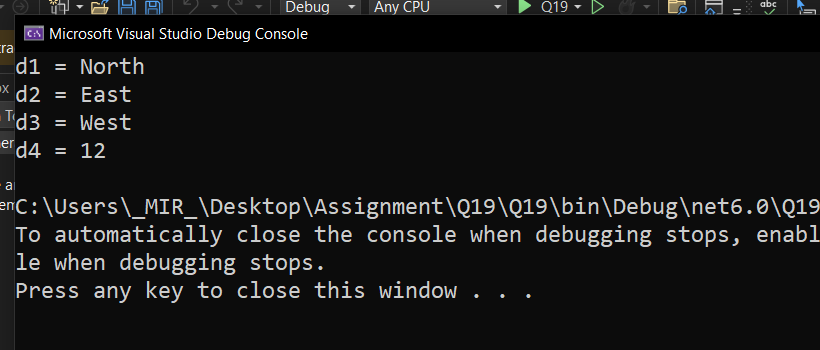 Debug Any CPU Q19 abc
Microsoft Visual Studio Debug Console
d1 = North
d2 = East
d3 = West
d4 = 12
C:\Users\_MIR_\Desktop\Assignment\Q19\Q19\bin\Debug\net6.0\Q19
To automatically close the console when debugging stops, enabl
le when debugging stops.
Press any key to close this window . . .